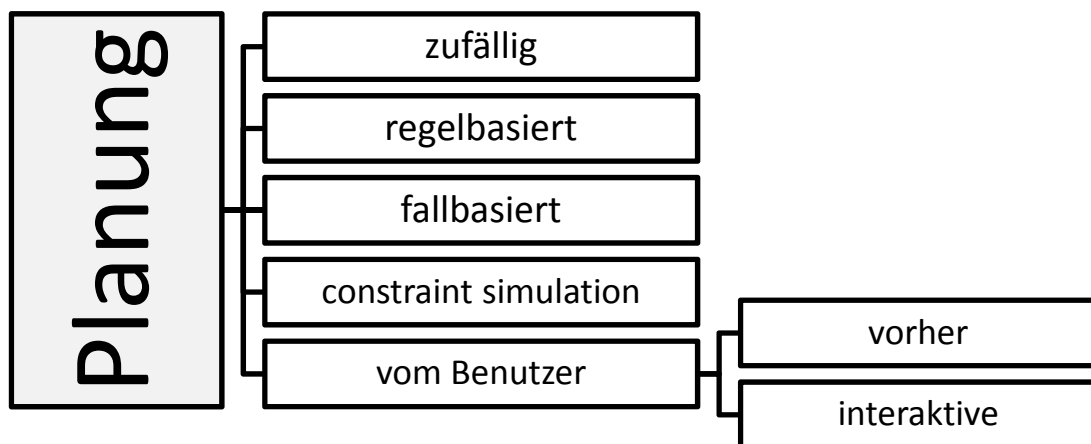 Planung
zufällig
regelbasiert
fallbasiert
constraint simulation
vom Benutzer
vorher
interaktive